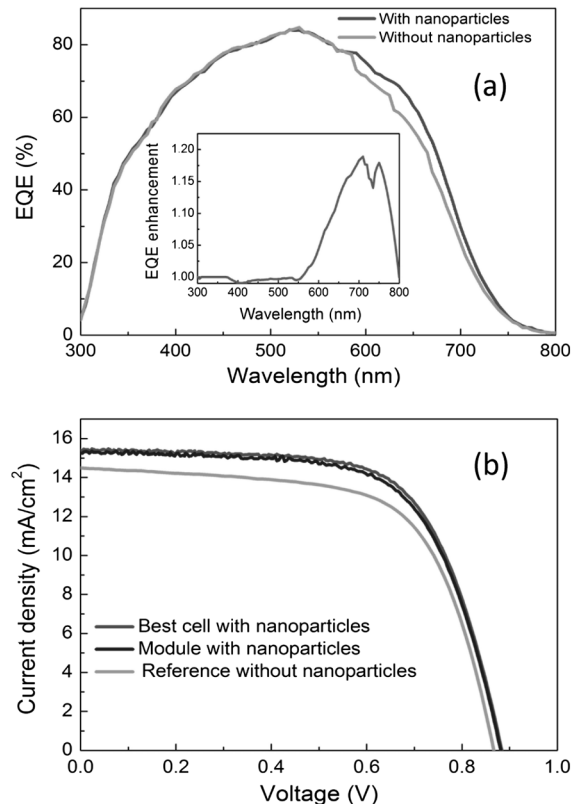 With nanoparticles
Without nanoparticles
(a)
EQE (%)
80
60
40
20
0
300 400 500 600 700 800
Wavelength (nm)
EQE enhancement
1.20
1.15
1.10
1.05
1.00
300 400 500 600 700 800
Wavelength (nm)
(b)
Current density (mA/cm²)
16
14
12
10
8
6
4
2
0
Best cell with nanoparticles
Module with nanoparticles
Reference without nanoparticles
0.0 0.2 0.4 0.6 0.8 1.0
Voltage (V)